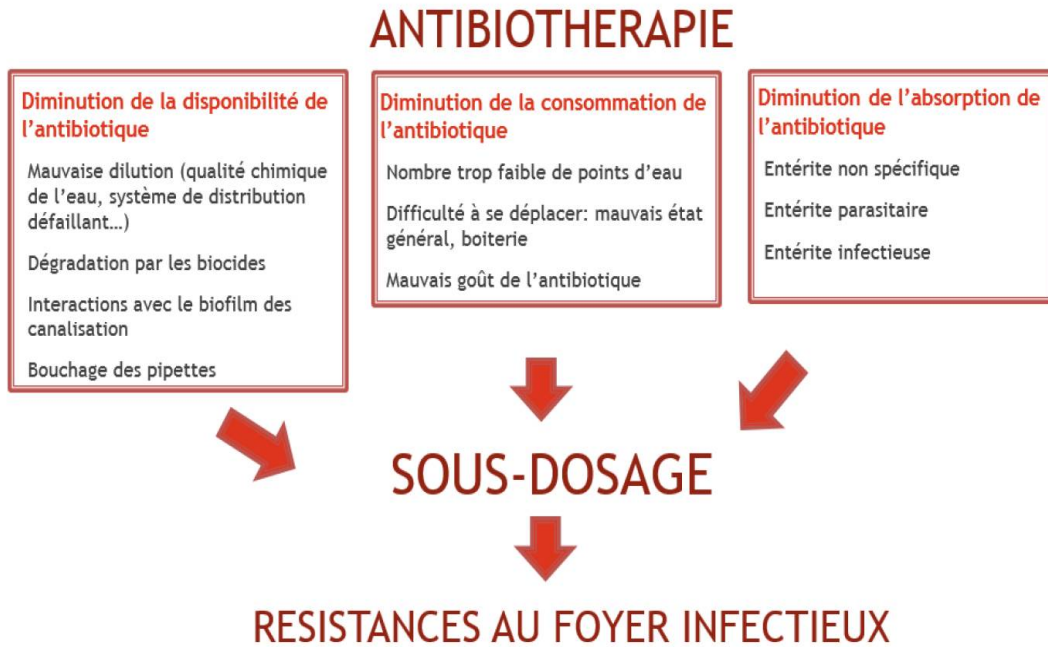 ANTIBIOTHERAPIE
Diminution de la disponibilité de
l’antibiotique
Mauvaise dilution (qualité chimique
de l’eau, système de distribution
défaillant…)
Dégradation par les biocides
Interactions avec le biofilm des
canalisation
Bouchage des pipettes
Diminution de la consommation de
l’antibiotique
Nombre trop faible de points d’eau
Difficulté à se déplacer: mauvais état
général, boiterie
Mauvais goût de l’antibiotique
Diminution de l’absorption de
l’antibiotique
Entérite non spécifique
Entérite parasitaire
Entérite infectieuse
SOUS-DOSAGE
RESISTANCES AU FOYER INFECTIEUX